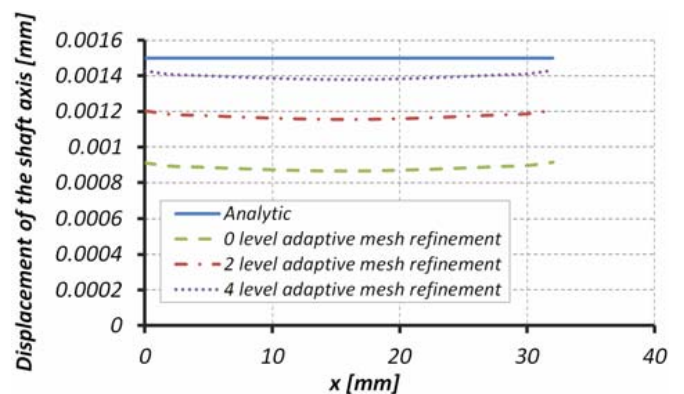 Displacement of the shaft axis [mm]
0.0016
0.0014
0.0012
0.001
0.0008
0.0006
0.0004
0.0002
0
Analytic
0 level adaptive mesh refinement
2 level adaptive mesh refinement
4 level adaptive mesh refinement
0 10 20 30 40
x [mm]